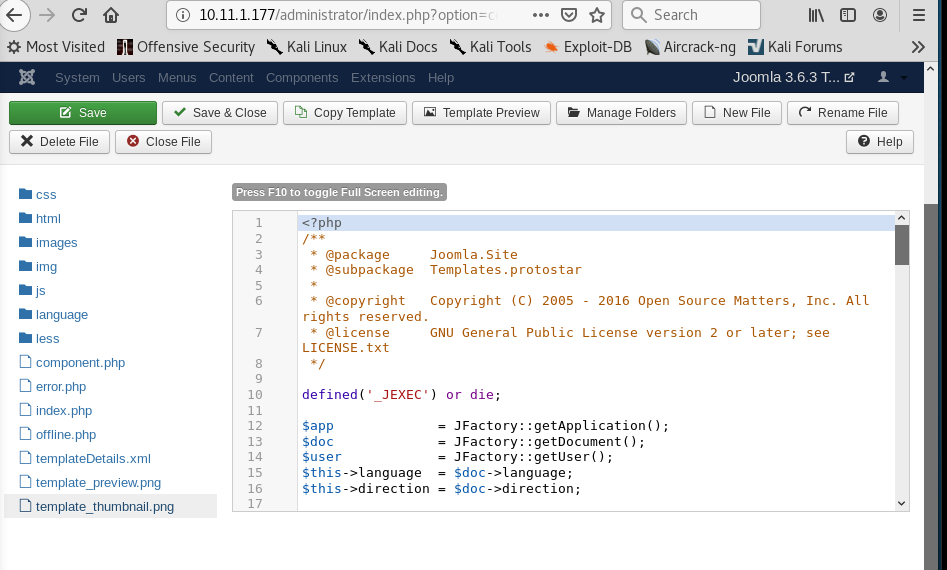 10.11.1.177/administrator/index.php?option=c
Search
Most Visited Offensive Security Kali Linux Kali Docs Kali Tools Exploit-DB Aircrack-ng Kali Forums
System Users Menus Content Components Extensions Help Joomla 3.6.3 T...
Save Save & Close Copy Template Template Preview Manage Folders New File Rename File
Delete File Close File Help
css
html
images
img
js
language
less
component.php
error.php
index.php
offline.php
templateDetails.xml
template_preview.png
template_thumbnail.png
Press F10 to toggle Full Screen editing.
1 <?php
2 /**
3  * @package     Joomla.Site
4  * @subpackage  Templates.protostar
5  *
6  * @copyright   Copyright (C) 2005 - 2016 Open Source Matters, Inc. All
rights reserved.
7  * @license     GNU General Public License version 2 or later; see
LICENSE.txt
8  */
9
10 defined('_JEXEC') or die;
11
12 $app             = JFactory::getApplication();
13 $doc             = JFactory::getDocument();
14 $user            = JFactory::getUser();
15 $this->language  = $doc->language;
16 $this->direction = $doc->direction;
17